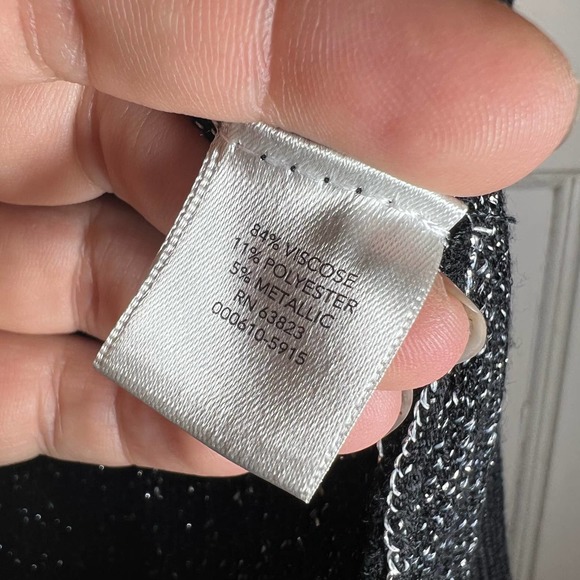 84% VISCOSE
11% POLYESTER
5% METALLIC
RN 63823
000610-5915